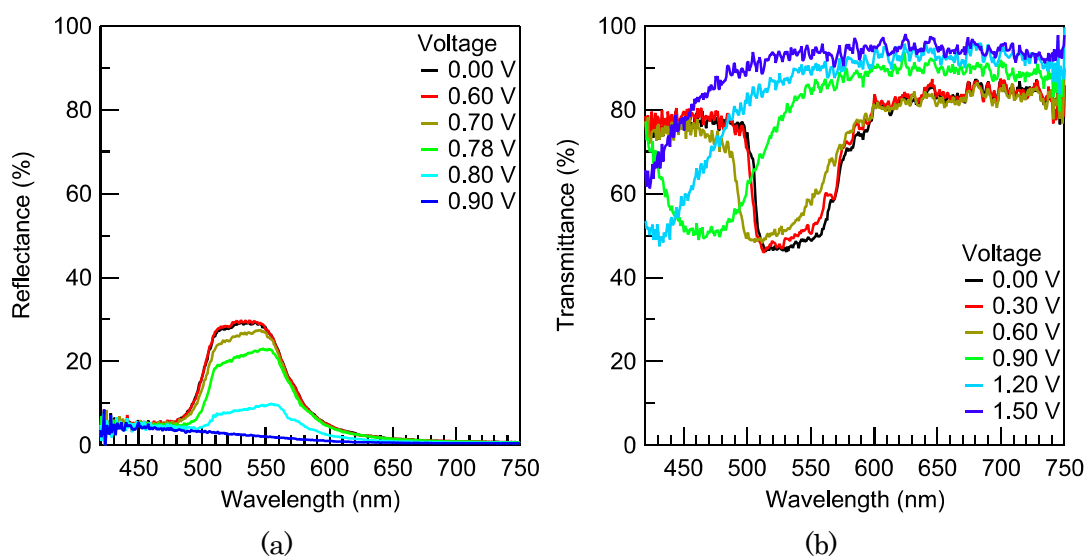 100
80
60
40
20
0
Reflectance (%)
450 500 550 600 650 700 750
Wavelength (nm)
Voltage
0.00 V
0.60 V
0.70 V
0.78 V
0.80 V
0.90 V
(a)
100
80
60
40
20
0
Transmittance (%)
450 500 550 600 650 700 750
Wavelength (nm)
Voltage
0.00 V
0.30 V
0.60 V
0.90 V
1.20 V
1.50 V
(b)